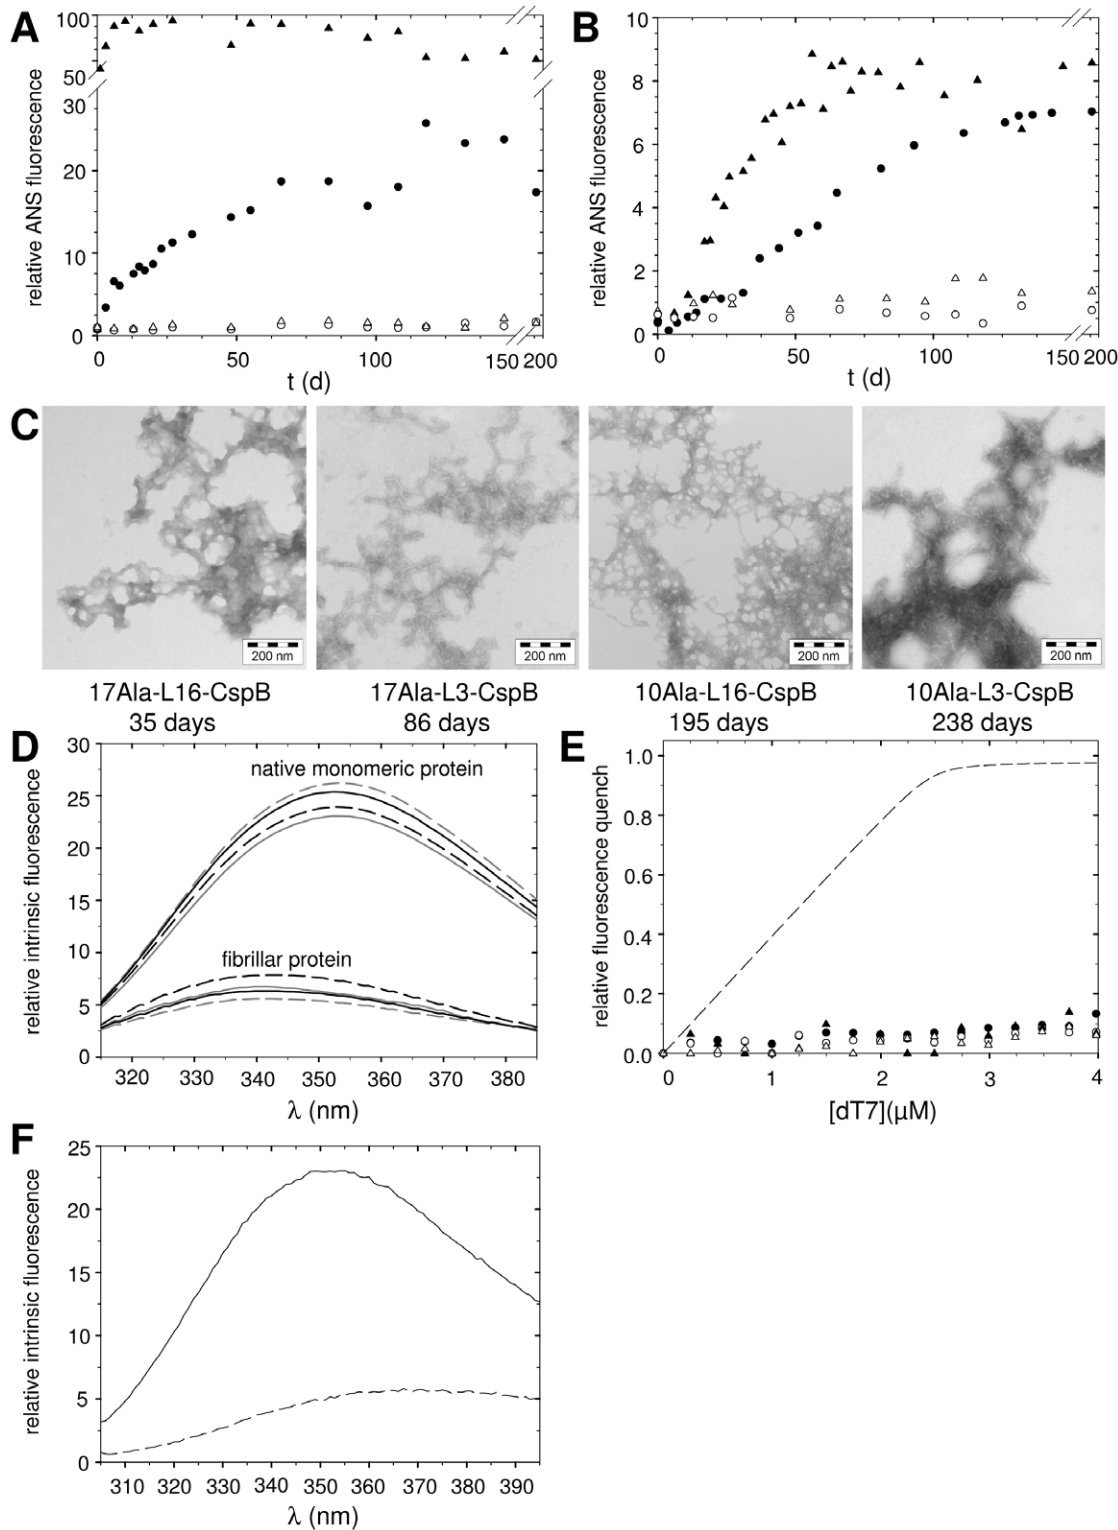 A
100
50
30
20
10
0
relative ANS fluorescence
0 50 100 150 200
t (d)
B
10
8
6
4
2
0
relative ANS fluorescence
0 50 100 150 200
t (d)
C
200 nm
200 nm
200 nm
200 nm
17Ala-L16-CspB
35 days
17Ala-L3-CspB
86 days
10Ala-L16-CspB
195 days
10Ala-L3-CspB
238 days
D
30
25
20
15
10
5
0
relative intrinsic fluorescence
native monomeric protein
fibrillar protein
320 330 340 350 360 370 380
λ (nm)
E
1.0
0.8
0.6
0.4
0.2
0.0
relative fluorescence quench
0 1 2 3 4
[dT7](µM)
F
25
20
15
10
5
0
relative intrinsic fluorescence
310 320 330 340 350 360 370 380 390
λ (nm)